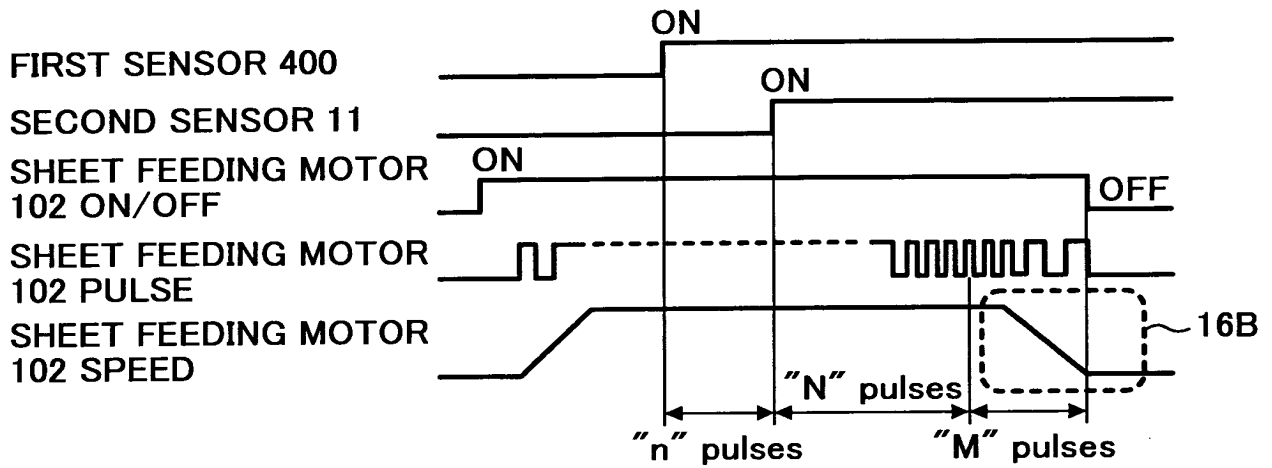 ON
FIRST SENSOR 400
ON
SECOND SENSOR 11
SHEET FEEDING MOTOR
102 ON/OFF
ON
OFF
SHEET FEEDING MOTOR
102 PULSE
SHEET FEEDING MOTOR
102 SPEED
16B
"N" pulses
"n" pulses
"M" pulses